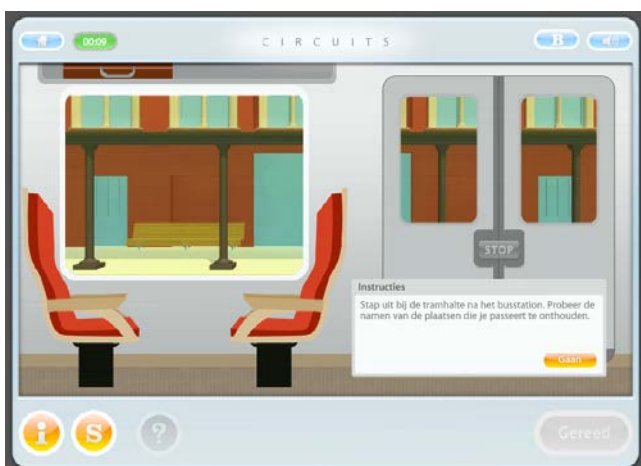 00:09
CIRCUITS
B
STOP
Instructies
Stap uit bij de tramhalte na het busstation. Probeer de
namen van de plaatsen die je passeert te onthouden.
Gaan
i
S
?
Gereed